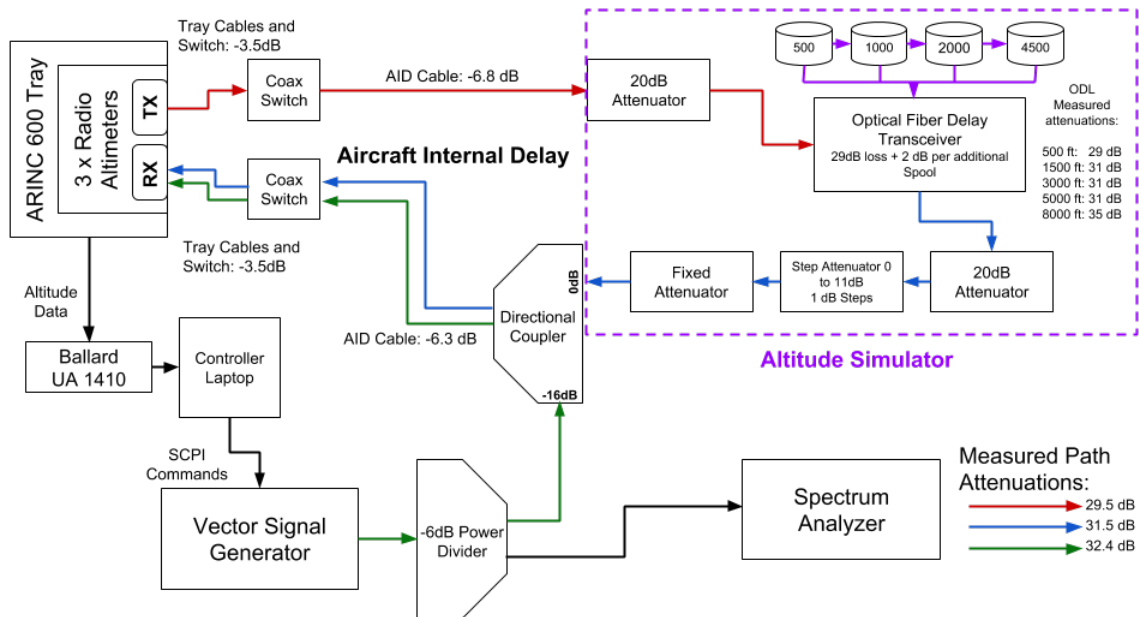 Tray Cables and
Switch: -3.5dB
ARINC 600 Tray
3 x Radio
Altimeters
TX
RX
Coax
Switch
AID Cable: -6.8 dB
20dB
Attenuator
500
1000
2000
4500
Optical Fiber Delay
Transceiver
29dB loss + 2 dB per additional
Spool
ODL
Measured
attenuations:
500 ft: 29 dB
1500 ft: 31 dB
3000 ft: 31 dB
5000 ft: 31 dB
8000 ft: 35 dB
Aircraft Internal Delay
Coax
Switch
Tray Cables and
Switch: -3.5dB
0dB
Directional
Coupler
-16dB
Fixed
Attenuator
Step Attenuator 0
to 11dB
1 dB Steps
20dB
Attenuator
AID Cable: -6.3 dB
Altitude Simulator
Altitude
Data
Ballard
UA 1410
Controller
Laptop
SCPI
Commands
Vector Signal
Generator
-6dB Power
Divider
Spectrum
Analyzer
Measured Path
Attenuations:
29.5 dB
31.5 dB
32.4 dB